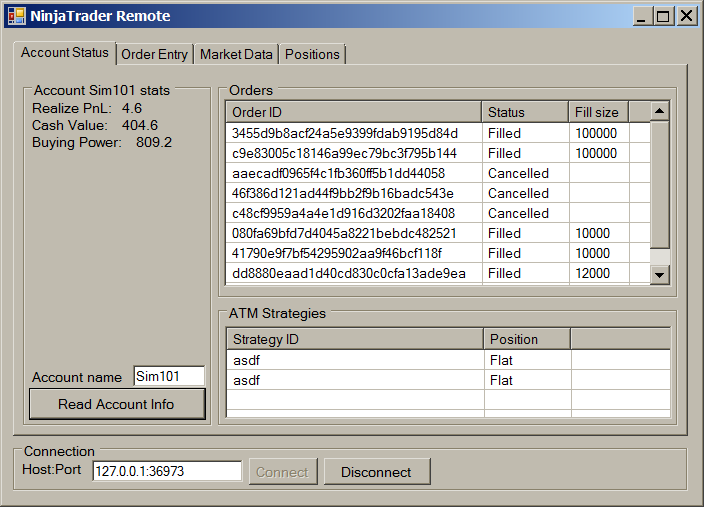 NinjaTrader Remote
Account Status Order Entry Market Data Positions
Account Sim101 stats
Realize PnL: 4.6
Cash Value: 404.6
Buying Power: 809.2
Account name Sim101
Read Account Info
Orders
Order ID Status Fill size
3455d9b8acf24a5e9399fdab9195d84d Filled 100000
c9e83005c18146a99ec79bc3f795b144 Filled 100000
aaecadf0965f4c1fb360ff5b1dd44058 Cancelled
46f386d121ad44f9bb2f9b16badc543e Cancelled
c48cf9959a4a4e1d916d3202faa18408 Cancelled
080fa69bfd7d4045a8221bebdc482521 Filled 10000
41790e9f7bf54295902aa9f46bcf118f Filled 10000
dd8880eaad1d40cd830c0cfa13ade9ea Filled 12000
ATM Strategies
Strategy ID Position
asdf Flat
asdf Flat
Connection
Host:Port 127.0.0.1:36973 Connect Disconnect